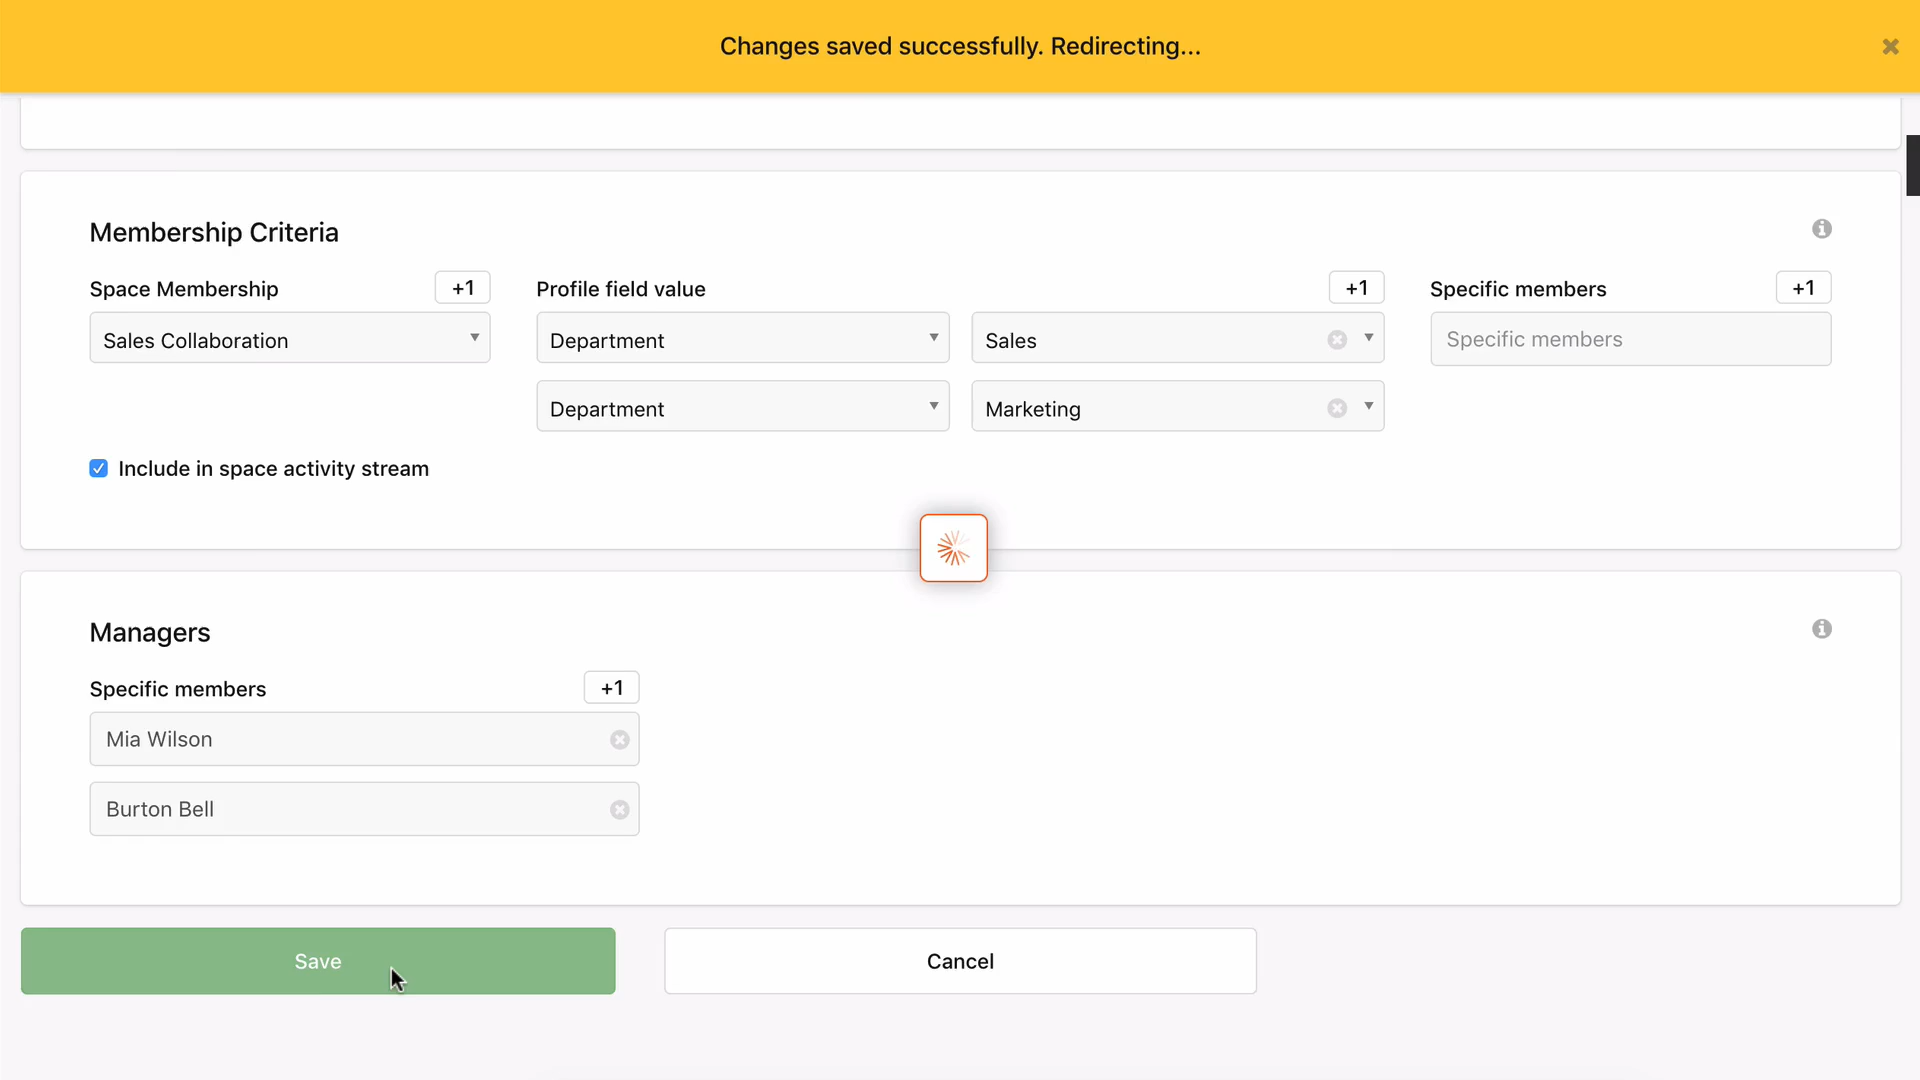 Changes saved successfully. Redirecting...
Membership Criteria
Space Membership
+1
Profile field value
+1
Specific members
+1
Sales Collaboration
Department
Sales
Specific members
Department
Marketing
Include in space activity stream
Managers
Specific members
+1
Mia Wilson
Burton Bell
Save
Cancel